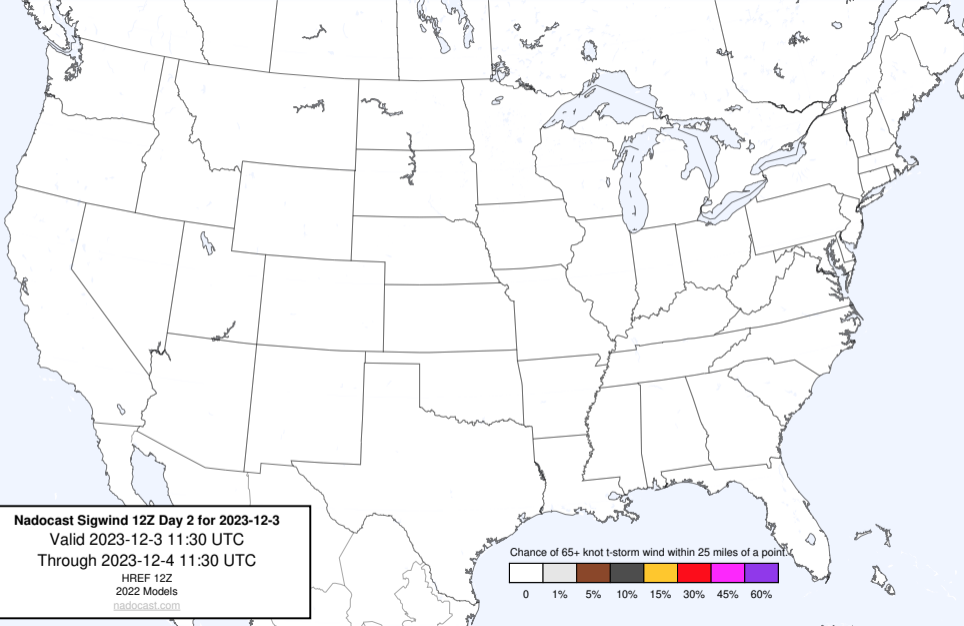 Nadocast Sigwind 12Z Day 2 for 2023-12-3
Valid 2023-12-3 11:30 UTC
Through 2023-12-4 11:30 UTC
HREF 12Z
2022 Models
nadocast.com
Chance of 65+ knot t-storm wind within 25 miles of a point.
0 1% 5% 10% 15% 30% 45% 60%